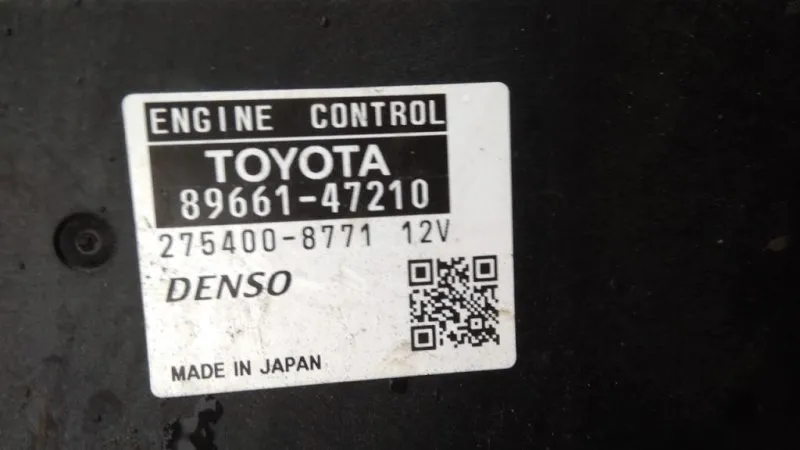 ENGINE CONTROL
TOYOTA
89661-47210
275400-8771 12V
DENSO
MADE IN JAPAN